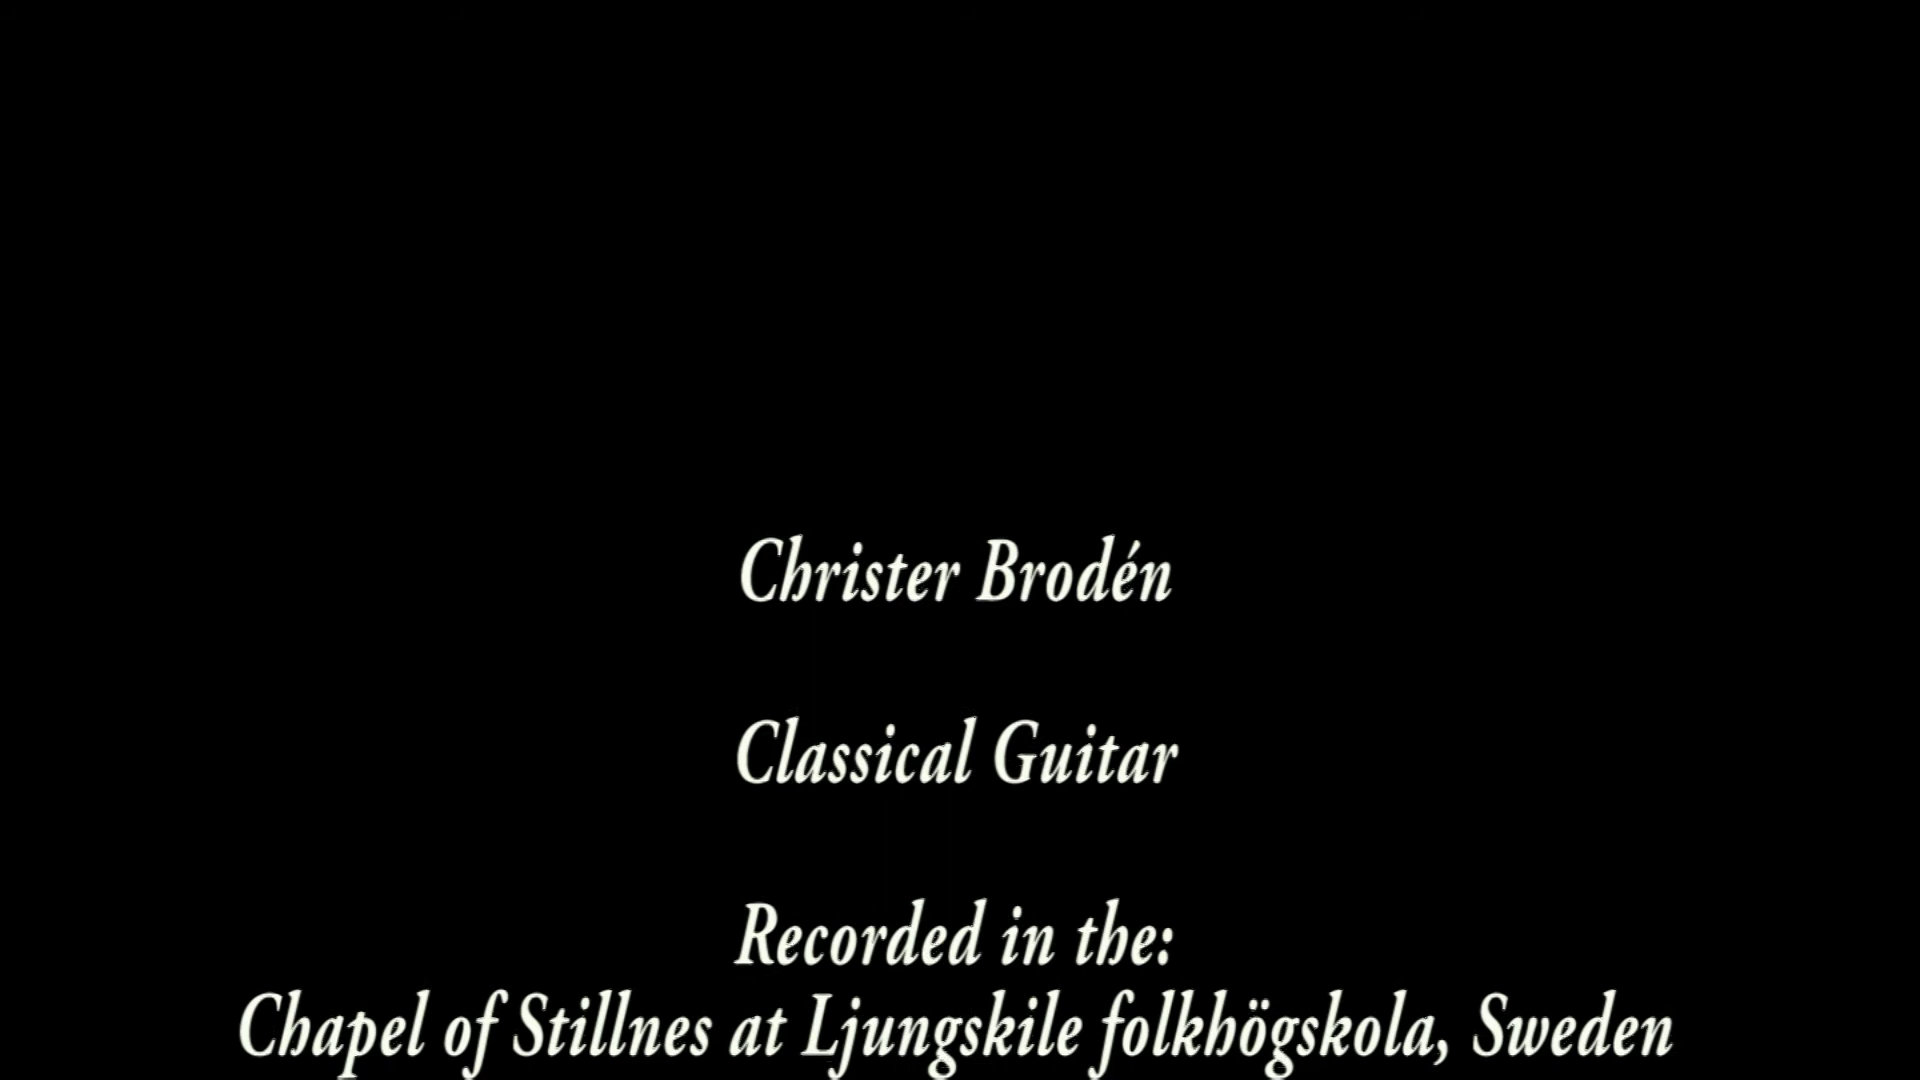 Christer Brodén
Classical Guitar
Recorded in the:
Chapel of Stillnes at Ljungskile folkhögskola, Sweden